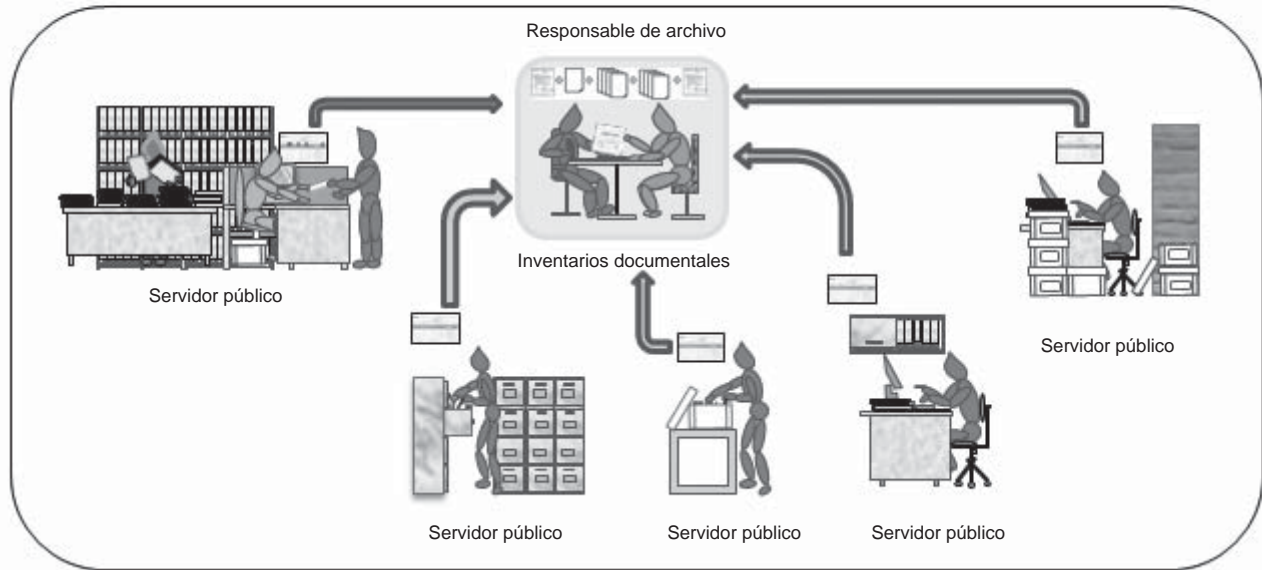 Responsable de archivo
Inventarios documentales
Servidor público
Servidor público
Servidor público
Servidor público
Servidor público